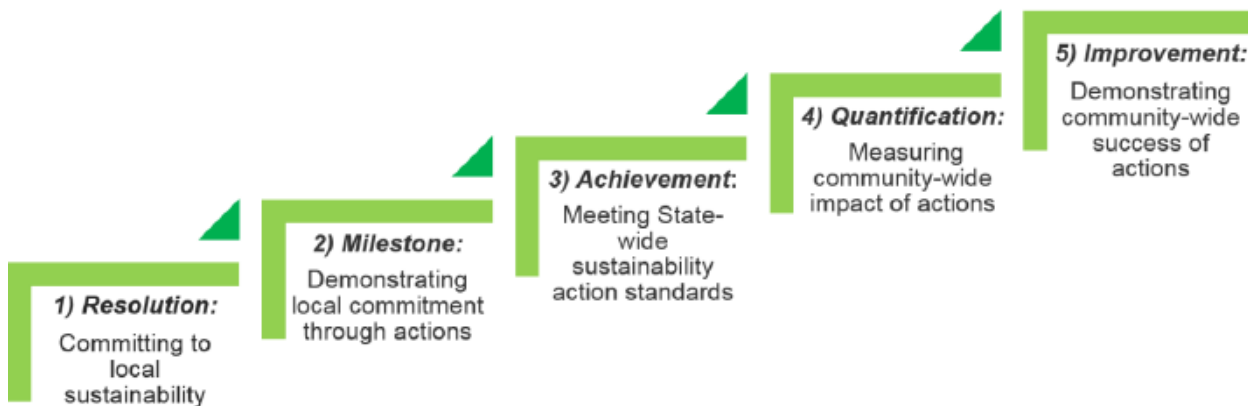 1) Resolution:
Committing to
local
sustainability
2) Milestone:
Demonstrating
local commitment
through actions
3) Achievement:
Meeting State-
wide
sustainability
action standards
4) Quantification:
Measuring
community-wide
impact of actions
5) Improvement:
Demonstrating
community-wide
success of
actions